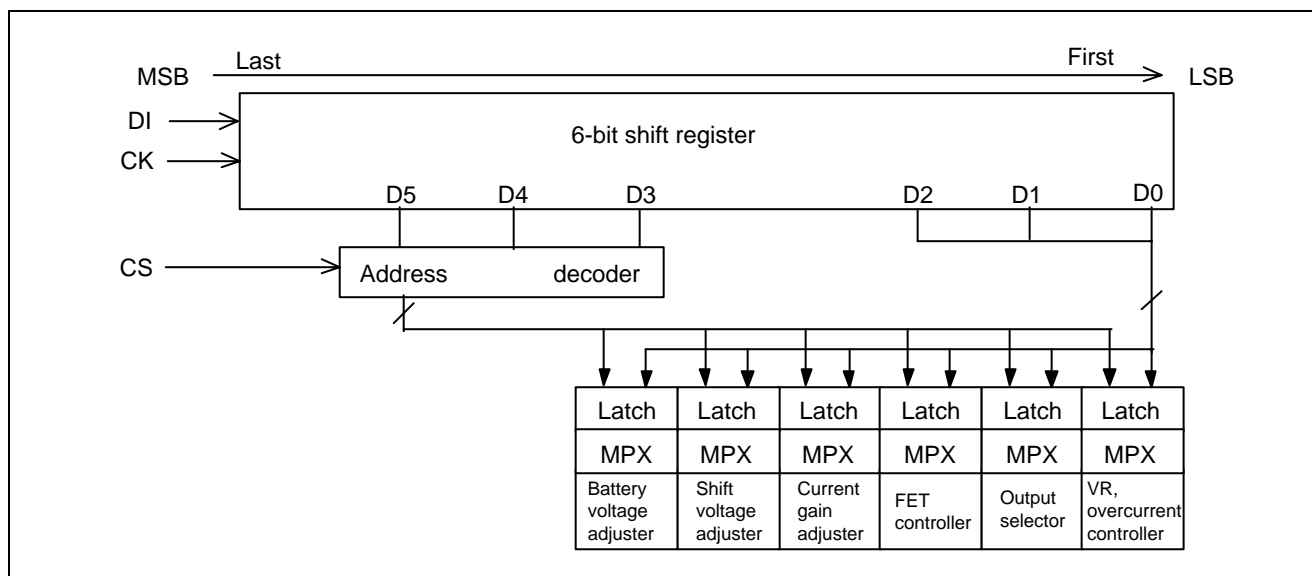 Last First
MSB LSB
DI
6-bit shift register
CK
D5 D4 D3 D2 D1 D0
CS
Address decoder
Latch Latch Latch Latch Latch Latch
MPX MPX MPX MPX MPX MPX
Battery
voltage
adjuster
Shift
voltage
adjuster
Current
gain
adjuster
FET
controller
Output
selector
VR,
overcurrent
controller